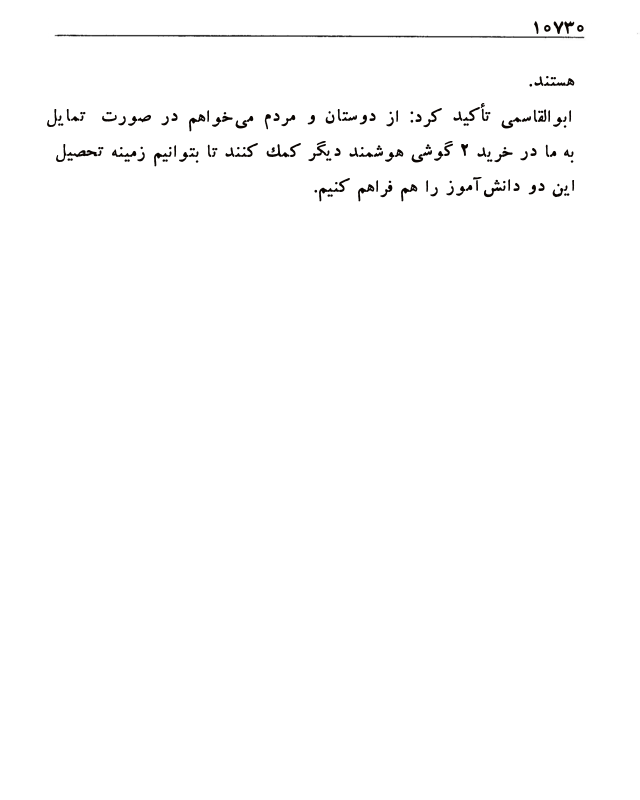 ۱۰۷۳۰
هستند.
ابوالقاسمی تأکید کرد: از دوستان و مردم می‌خواهم در صورت تمایل
به ما در خرید ۲ گوشی هوشمند دیگر کمك کنند تا بتوانیم زمینه تحصیل
این دو دانش‌آموز را هم فراهم کنیم.